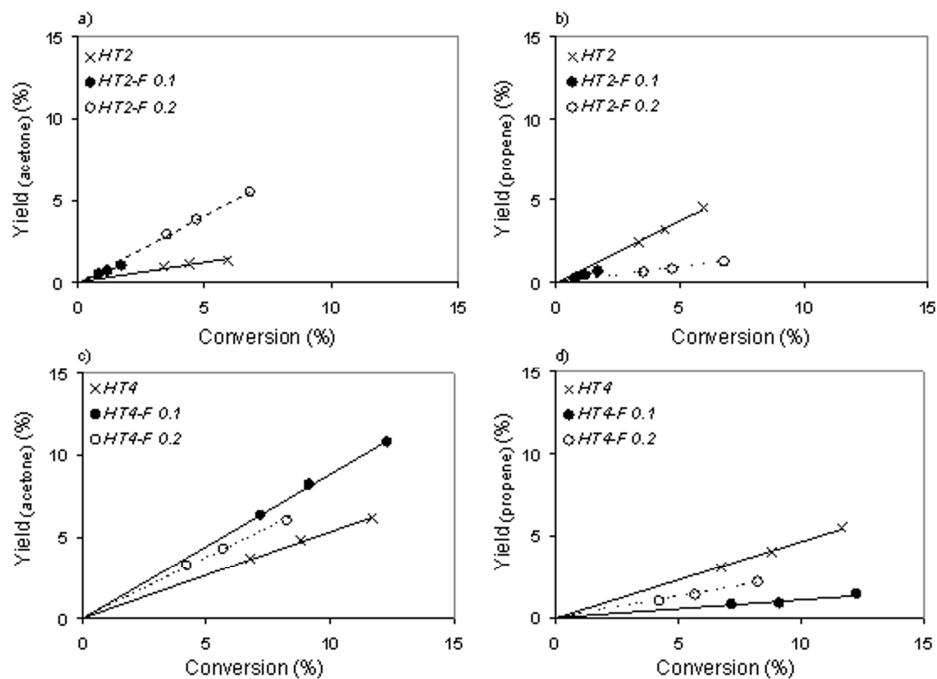 a)
Yield (acetone) (%)
15
10
5
0
HT2
HT2-F 0.1
HT2-F 0.2
0 5 10 15
Conversion (%)
b)
Yield (propene) (%)
15
10
5
0
HT2
HT2-F 0.1
HT2-F 0.2
0 5 10 15
Conversion (%)
c)
Yield (acetone) (%)
15
10
5
0
HT4
HT4-F 0.1
HT4-F 0.2
0 5 10 15
Conversion (%)
d)
Yield (propene) (%)
15
10
5
0
HT4
HT4-F 0.1
HT4-F 0.2
0 5 10 15
Conversion (%)